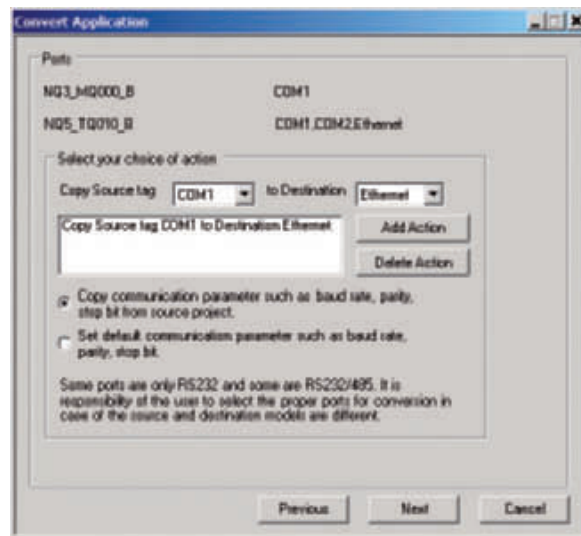 Convert Application
Ports
NQ3_MQ000_B COM1
NQ5_TQ010_B COM1,COM2,Ethernet
Select your choice of action
Copy Source tag COM1 to Destination Ethernet
Copy Source tag COM1 to Destination Ethernet
Add Action
Delete Action
Copy communication parameter such as baud rate, parity,
stop bit from source project.
Set default communication parameter such as baud rate,
parity, stop bit.
Some ports are only RS232 and some are RS232/485. It is
responsibility of the user to select the proper ports for conversion in
case of the source and destination models are different.
Previous Next Cancel